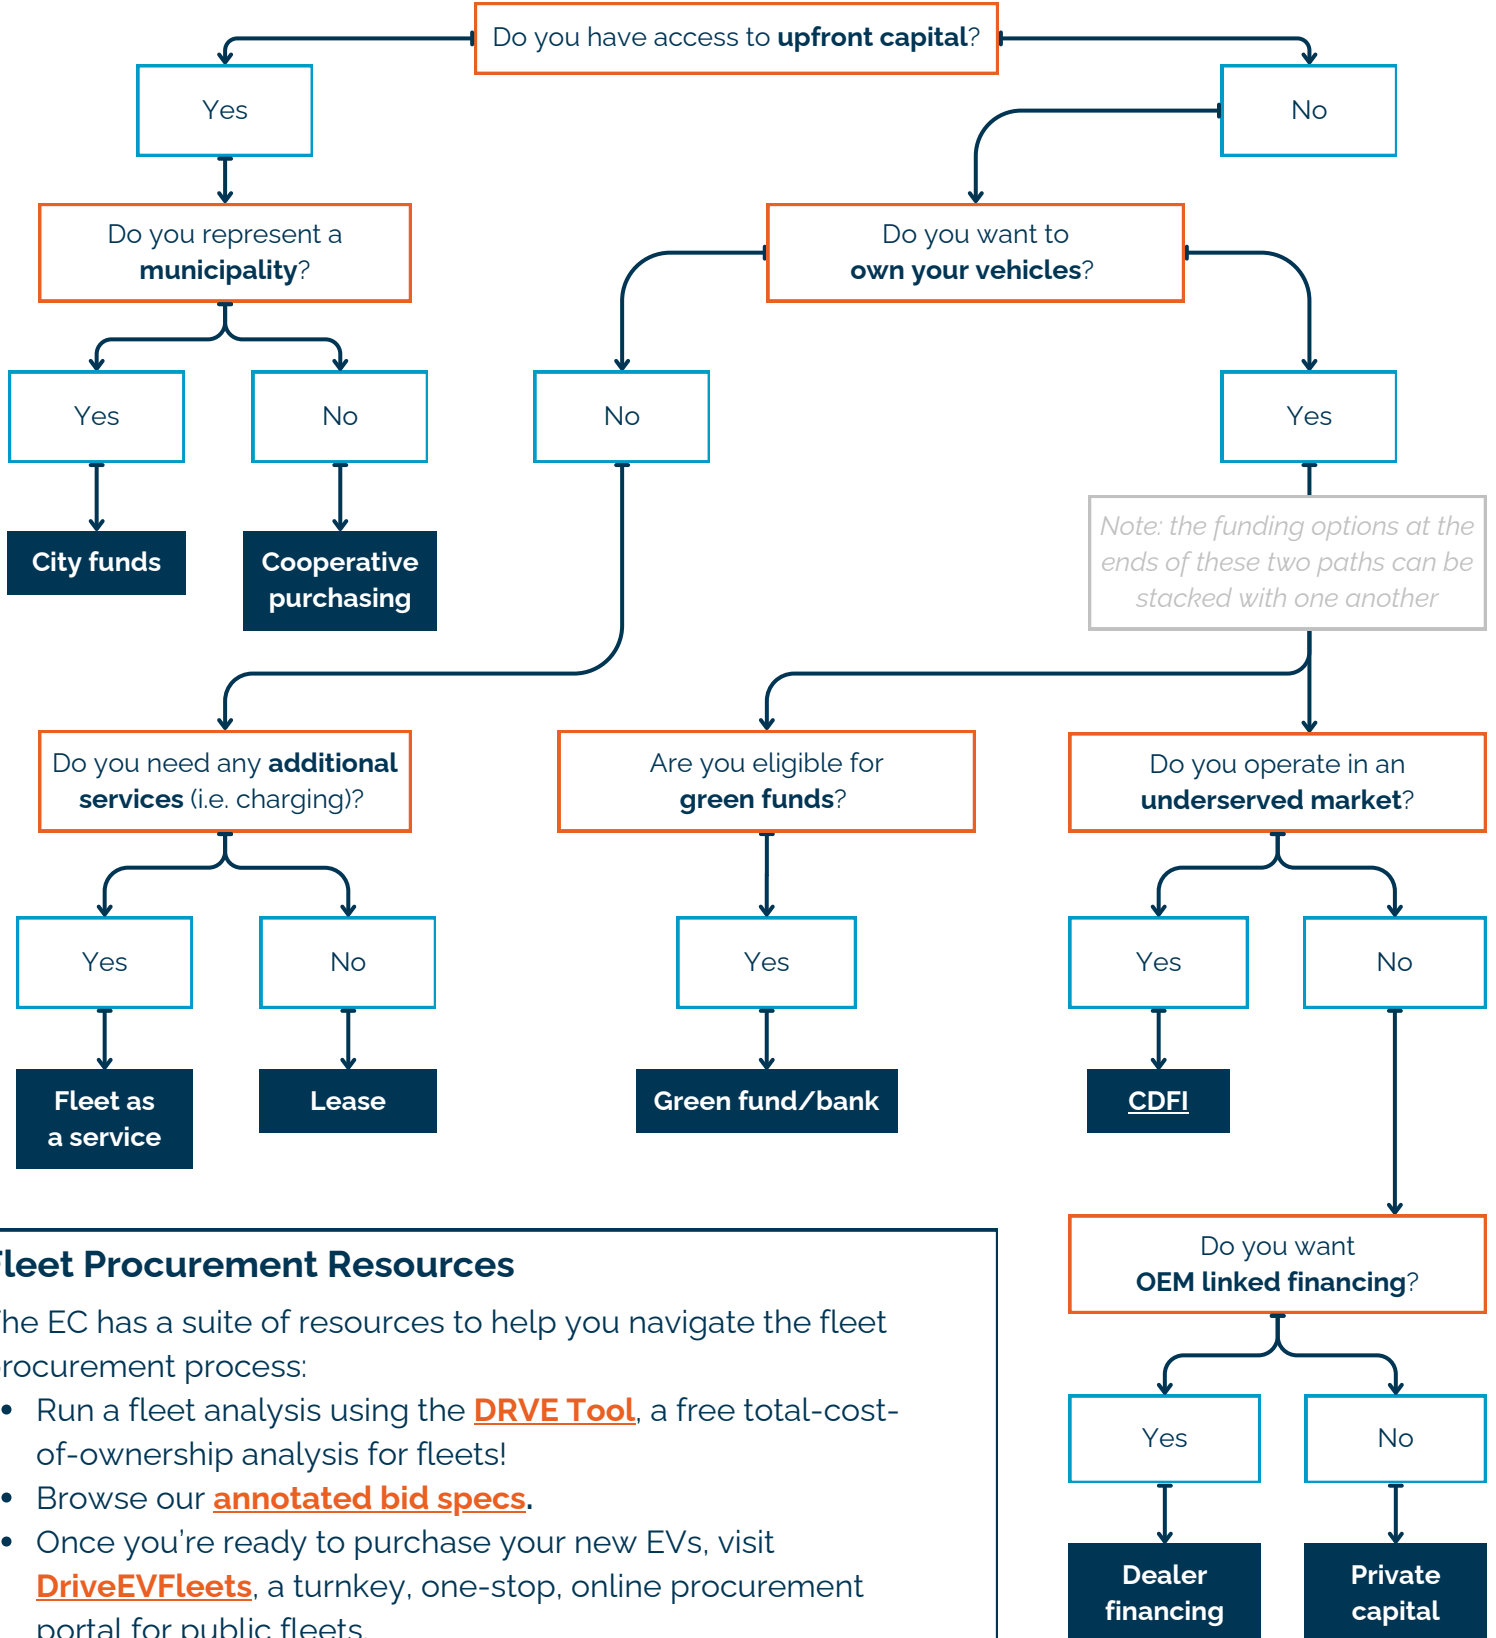 Do you have access to upfront capital?
Yes
No
Do you represent a
municipality?
Do you want to
own your vehicles?
Yes
No
No
Yes
City funds
Cooperative
purchasing
Note: the funding options at the
ends of these two paths can be
stacked with one another
Do you need any additional
services (i.e. charging)?
Are you eligible for
green funds?
Do you operate in an
underserved market?
Yes
No
Yes
Yes
No
Fleet as
a service
Lease
Green fund/bank
CDFI
Do you want
OEM linked financing?
Yes
No
Dealer
financing
Private
capital
Fleet Procurement Resources
The EC has a suite of resources to help you navigate the fleet
procurement process:
• Run a fleet analysis using the DRVE Tool, a free total-cost-
of-ownership analysis for fleets!
• Browse our annotated bid specs.
• Once you're ready to purchase your new EVs, visit
DriveEVFleets, a turnkey, one-stop, online procurement
portal for public fleets.